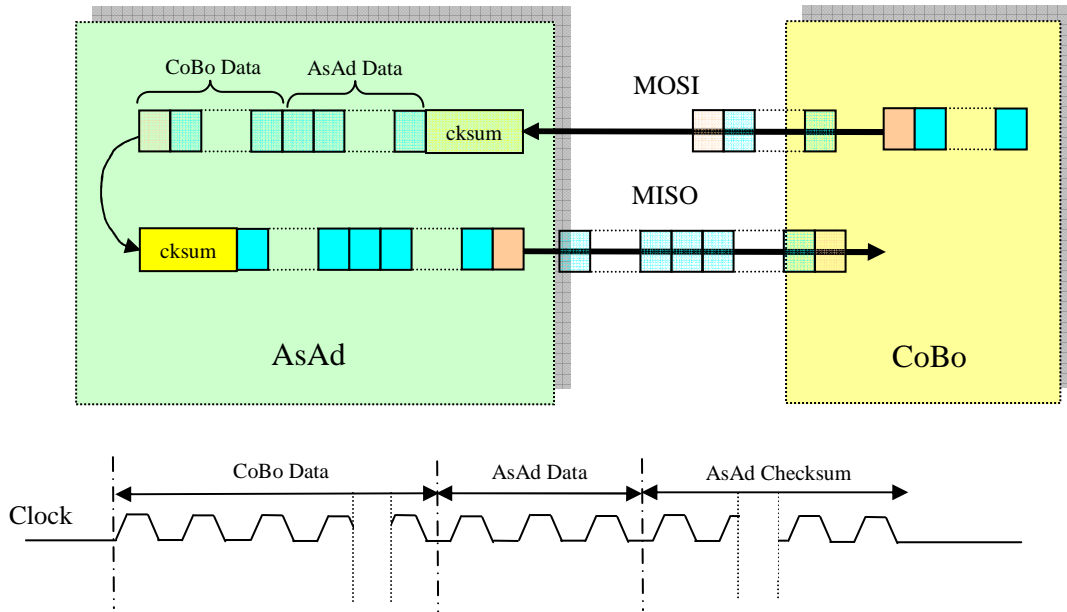 CoBo Data
AsAd Data
MOSI
cksum
MISO
cksum
AsAd
CoBo
CoBo Data
AsAd Data
AsAd Checksum
Clock